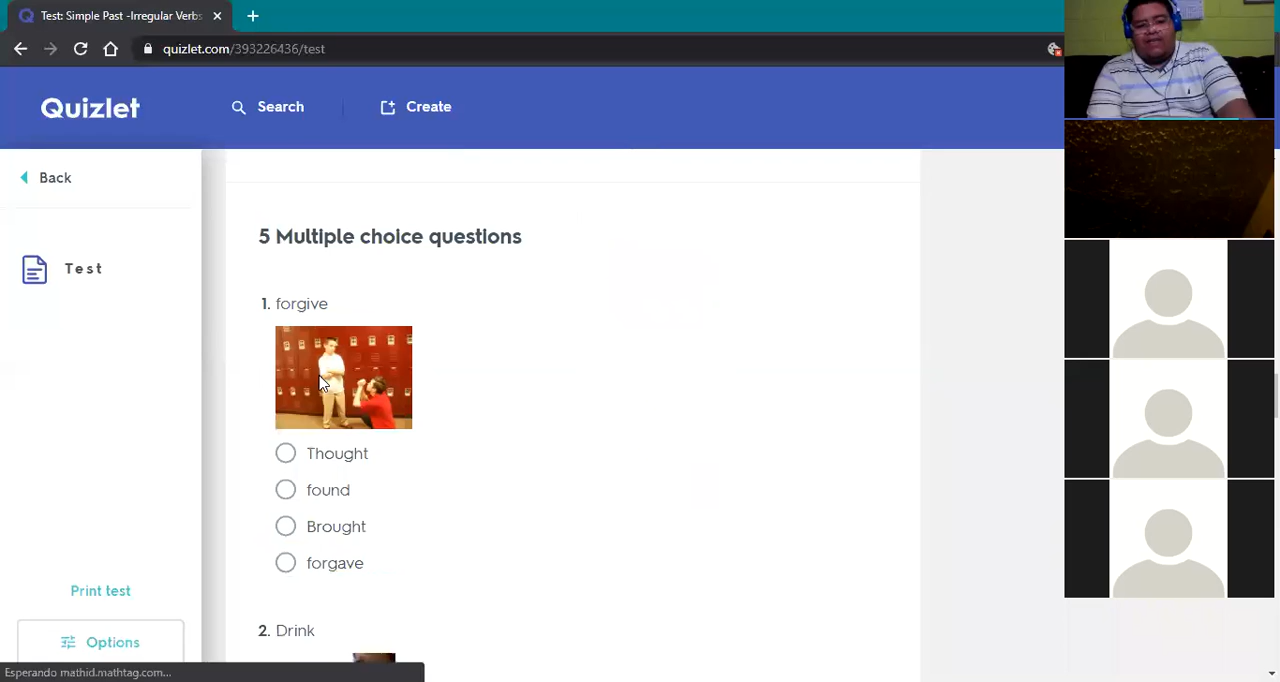 Test: Simple Past -Irregular Verbs
quizlet.com/393226436/test
Quizlet
Search
Create
Back
Test
5 Multiple choice questions
1. forgive
Thought
found
Brought
forgave
2. Drink
Print test
Options
Esperando mathid.mathtag.com...